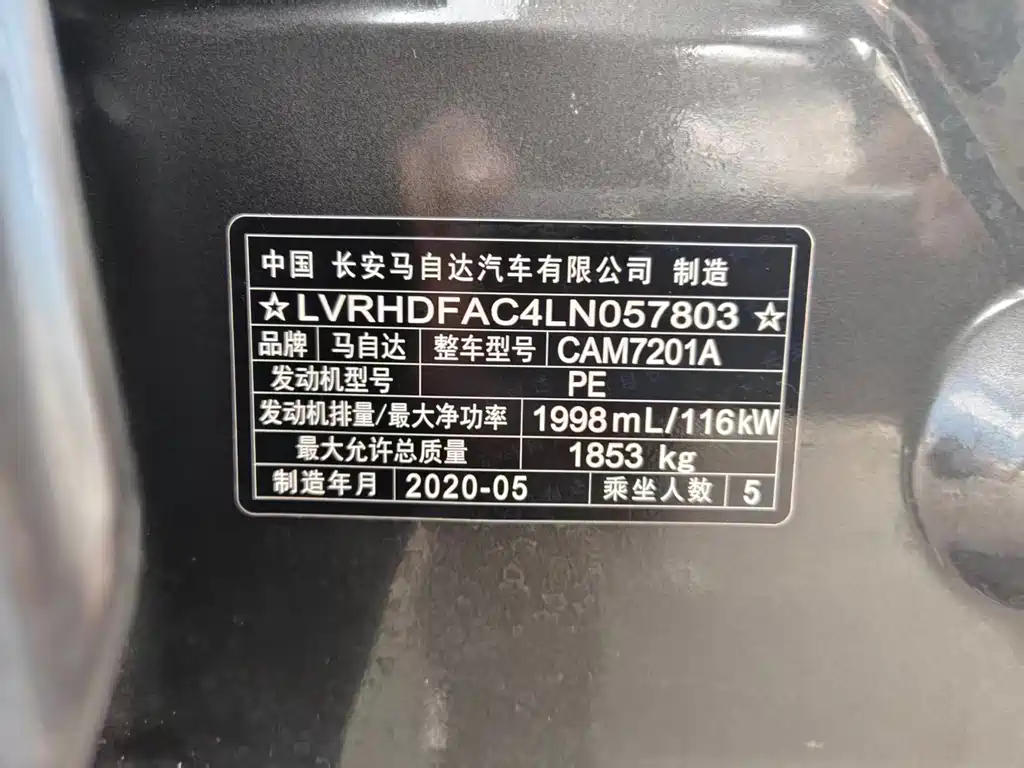 中国 长安马自达汽车有限公司 制造
☆LVRHDFAC4LN057803☆
品牌 马自达 整车型号 CAM7201A
发动机型号 PE
发动机排量/最大净功率 1998mL/116kW
最大允许总质量 1853 kg
制造年月 2020-05 乘坐人数 5